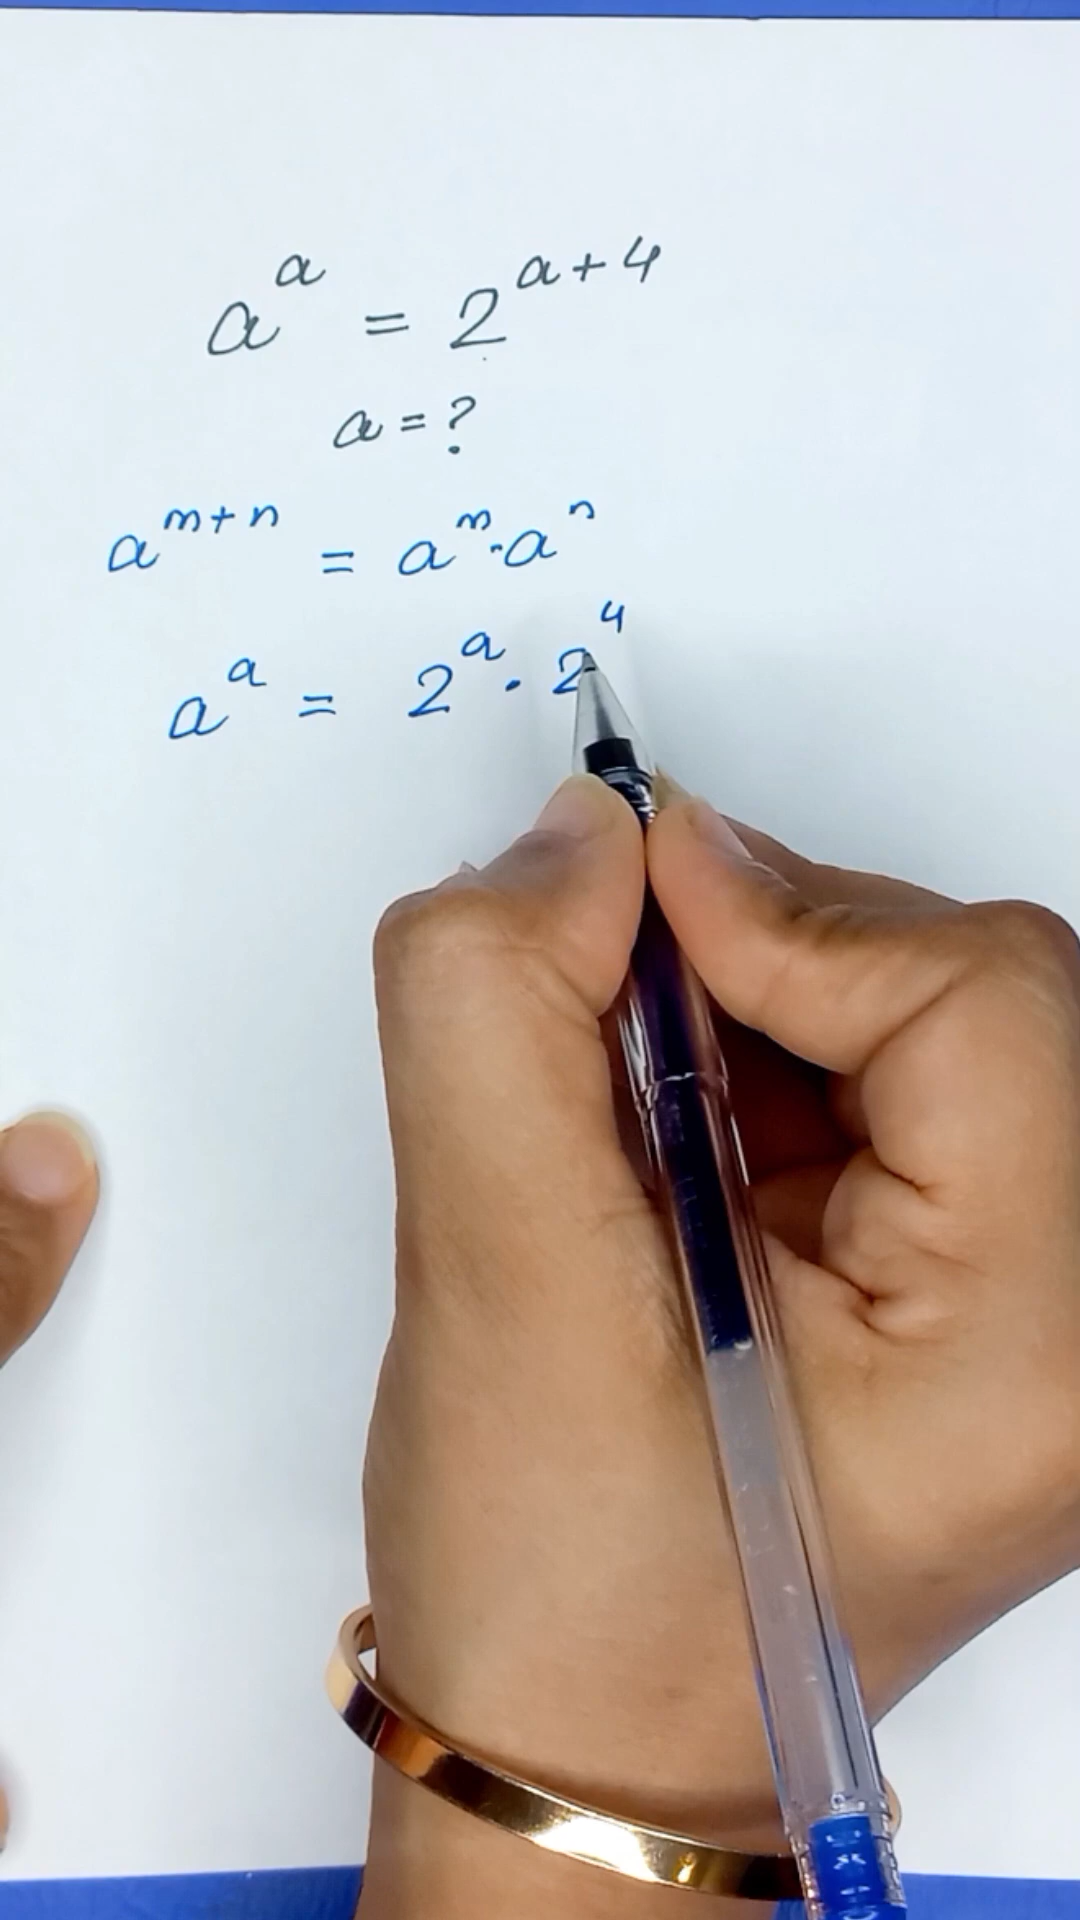 a^a = 2^(a+4)
a = ?
a^(m+n) = a^m · a^n
a^a = 2^a · 2^4